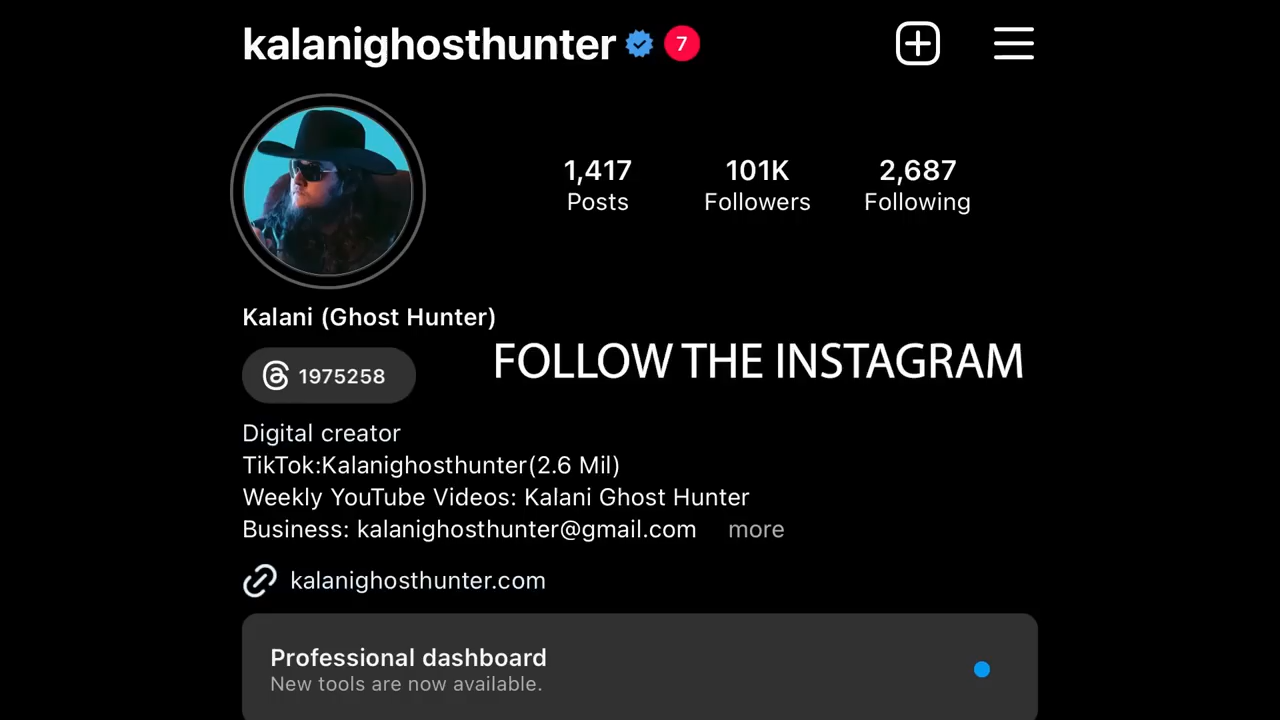 kalanighosthunter 7
1,417 101K 2,687
Posts Followers Following
Kalani (Ghost Hunter)
FOLLOW THE INSTAGRAM
1975258
Digital creator
TikTok:Kalanighosthunter(2.6 Mil)
Weekly YouTube Videos: Kalani Ghost Hunter
Business: kalanighosthunter@gmail.com more
kalanighosthunter.com
Professional dashboard
New tools are now available.